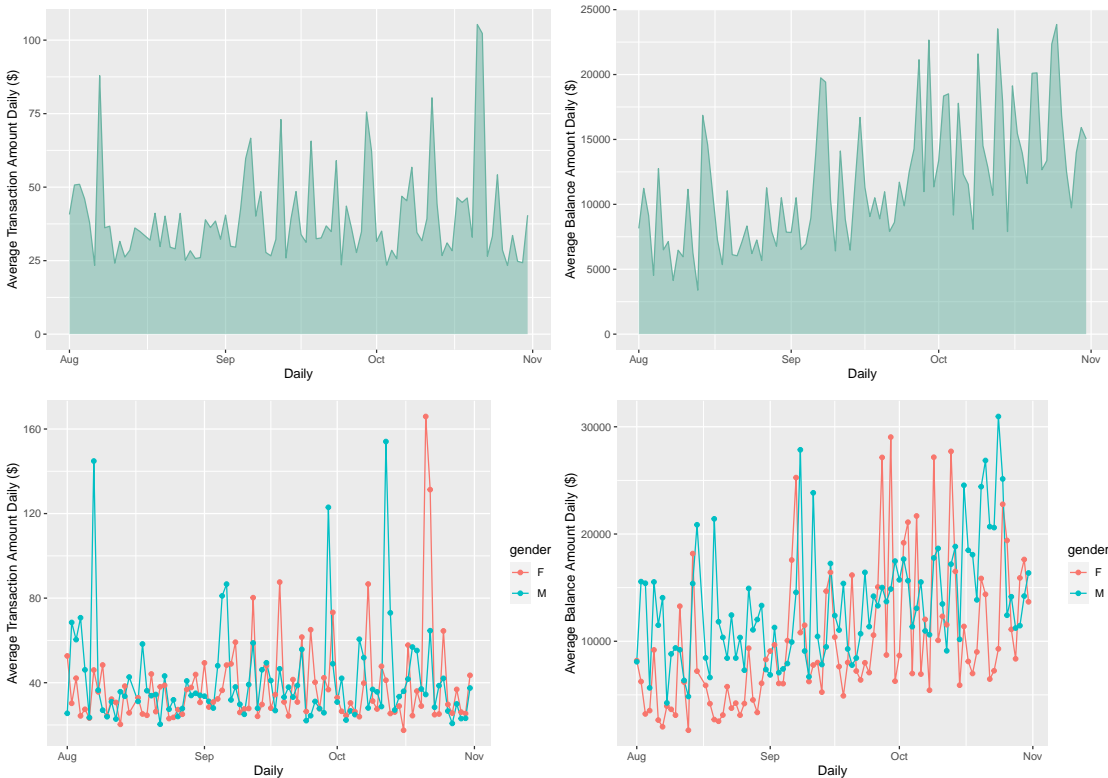 Average Transaction Amount Daily ($)
100
75
50
25
0
Aug Sep Oct Nov
Daily
Average Balance Amount Daily ($)
25000
20000
15000
10000
5000
0
Aug Sep Oct Nov
Daily
Average Transaction Amount Daily ($)
160
120
80
40
Aug Sep Oct Nov
Daily
gender
F
M
Average Balance Amount Daily ($)
30000
20000
10000
Aug Sep Oct Nov
Daily
gender
F
M